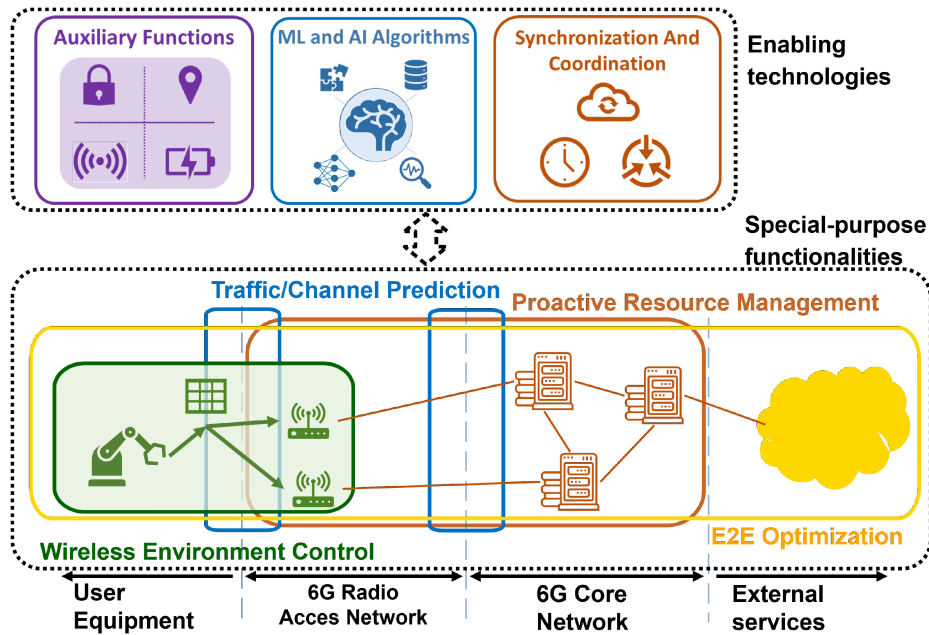 Auxiliary Functions
ML and AI Algorithms
Synchronization And
Coordination
Enabling
technologies
Special-purpose
functionalities
Traffic/Channel Prediction
Proactive Resource Management
E2E Optimization
Wireless Environment Control
User
Equipment
6G Radio
Acces Network
6G Core
Network
External
services